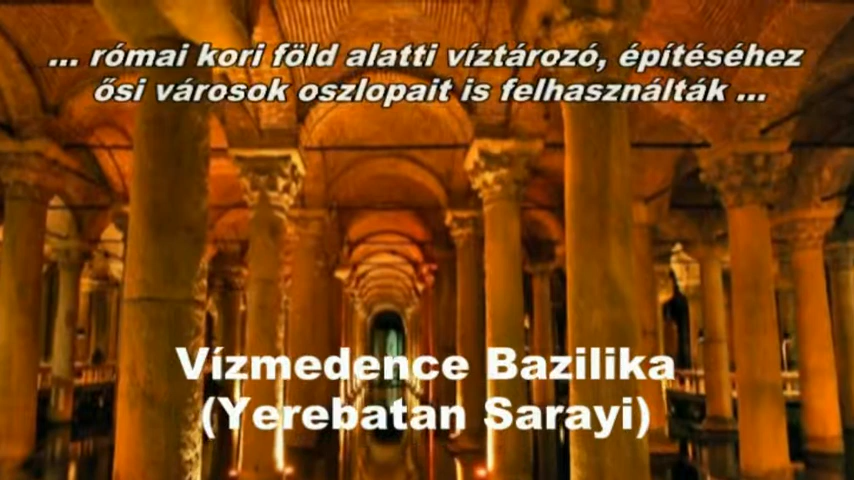 ... római kori föld alatti víztározó, építéséhez
ősi városok oszlopait is felhasználták ...
Vízmedence Bazilika
(Yerebatan Sarayi)